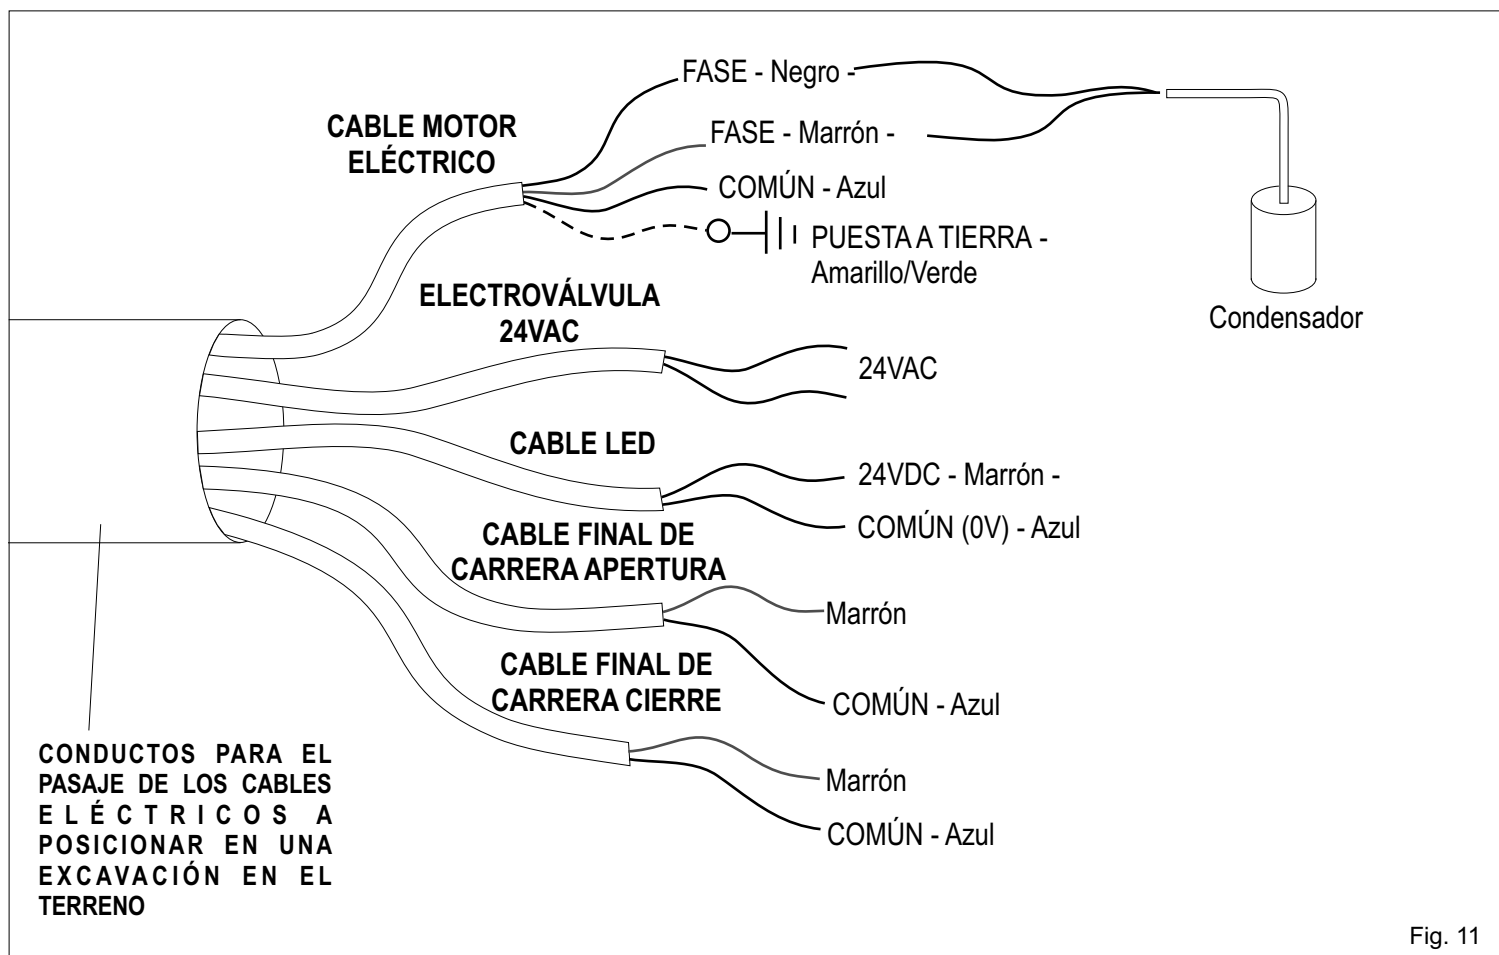 FASE - Negro -
CABLE MOTOR
ELÉCTRICO
FASE - Marrón -
COMÚN - Azul
PUESTA A TIERRA -
Amarillo/Verde
Condensador
ELECTROVÁLVULA
24VAC
24VAC
CABLE LED
24VDC - Marrón -
COMÚN (0V) - Azul
CABLE FINAL DE
CARRERA APERTURA
Marrón
COMÚN - Azul
CABLE FINAL DE
CARRERA CIERRE
Marrón
COMÚN - Azul
CONDUCTOS PARA EL
PASAJE DE LOS CABLES
ELÉCTRICOS A
POSICIONAR EN UNA
EXCAVACIÓN EN EL
TERRENO
Fig. 11